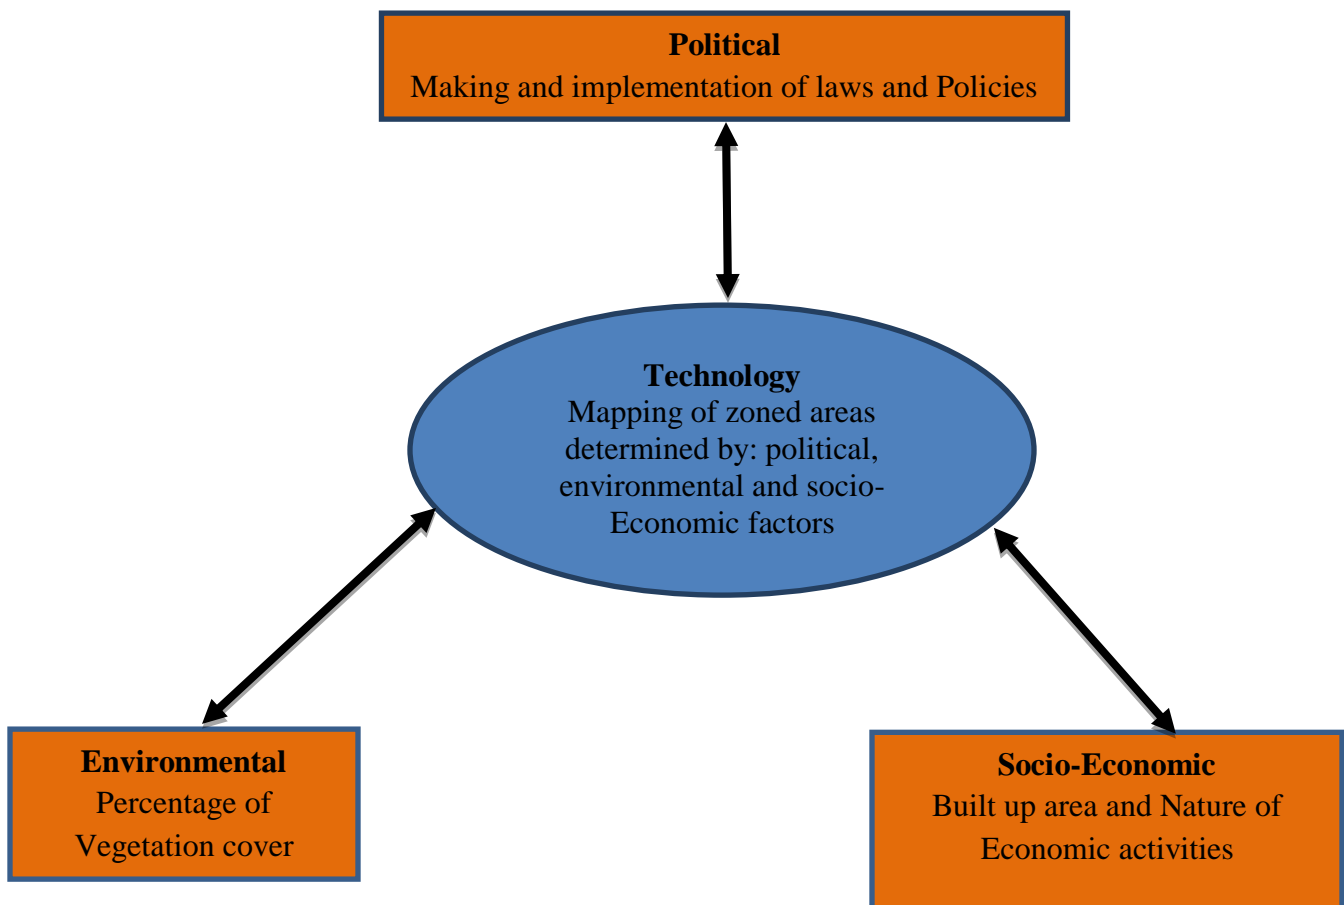 Political
Making and implementation of laws and Policies
Technology
Mapping of zoned areas
determined by: political,
environmental and socio-
Economic factors
Environmental
Percentage of
Vegetation cover
Socio-Economic
Built up area and Nature of
Economic activities